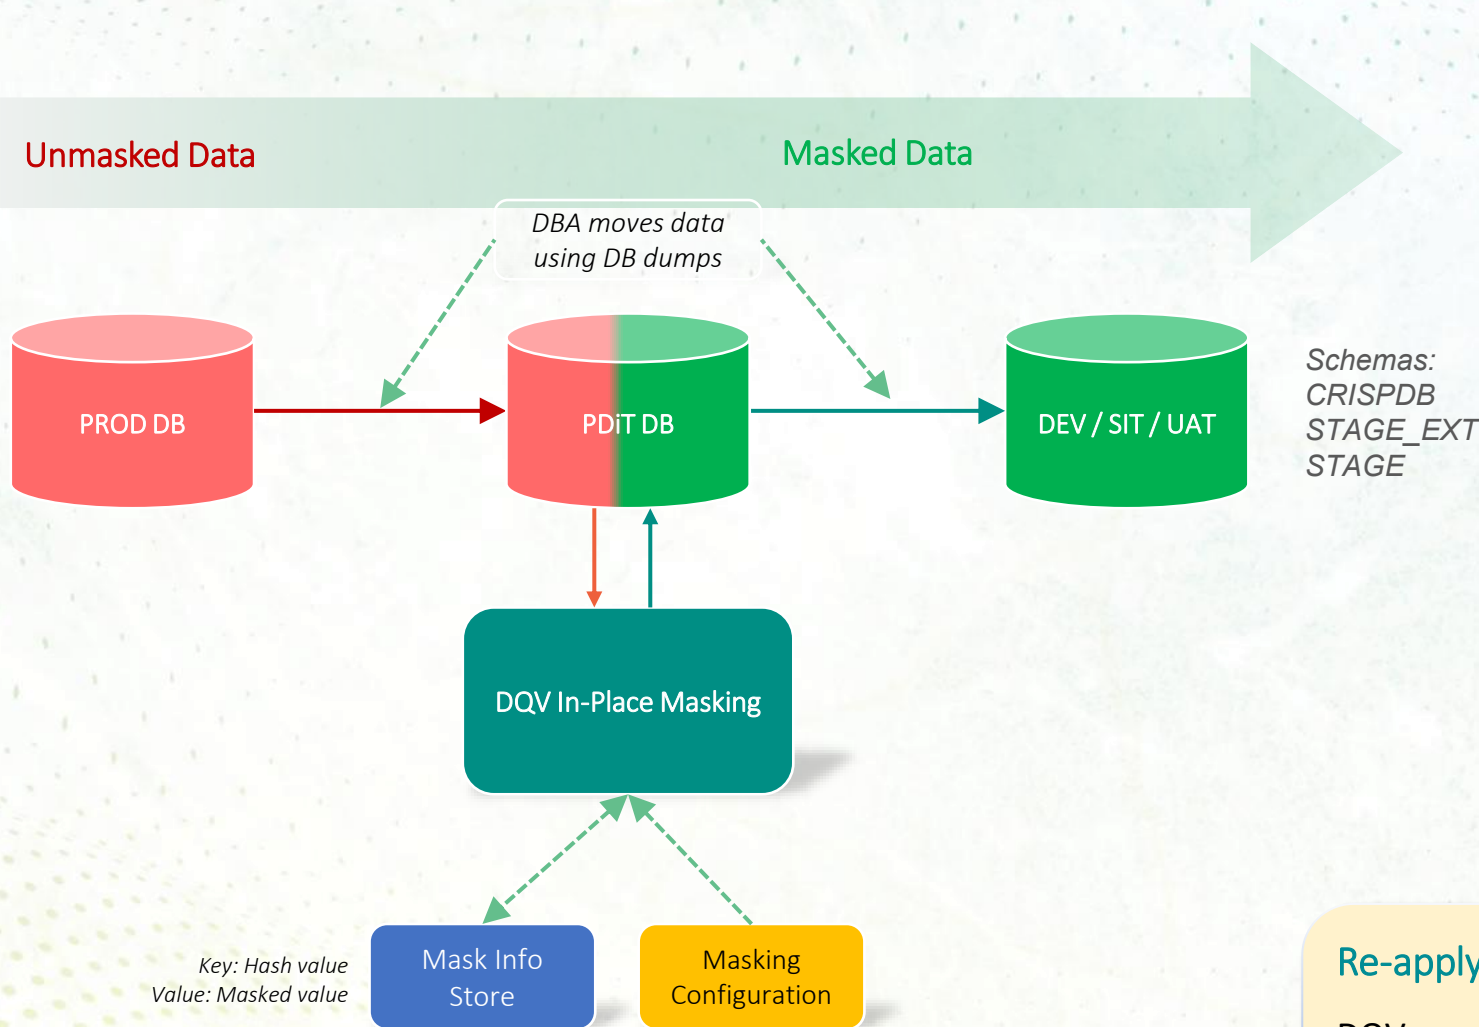 Unmasked Data
Masked Data
DBA moves data
using DB dumps
PROD DB
PDiT DB
DEV / SIT / UAT
Schemas:
CRISPDB
STAGE_EXT
STAGE
DQV In-Place Masking
Key: Hash value
Value: Masked value
Mask Info
Store
Masking
Configuration
Re-apply